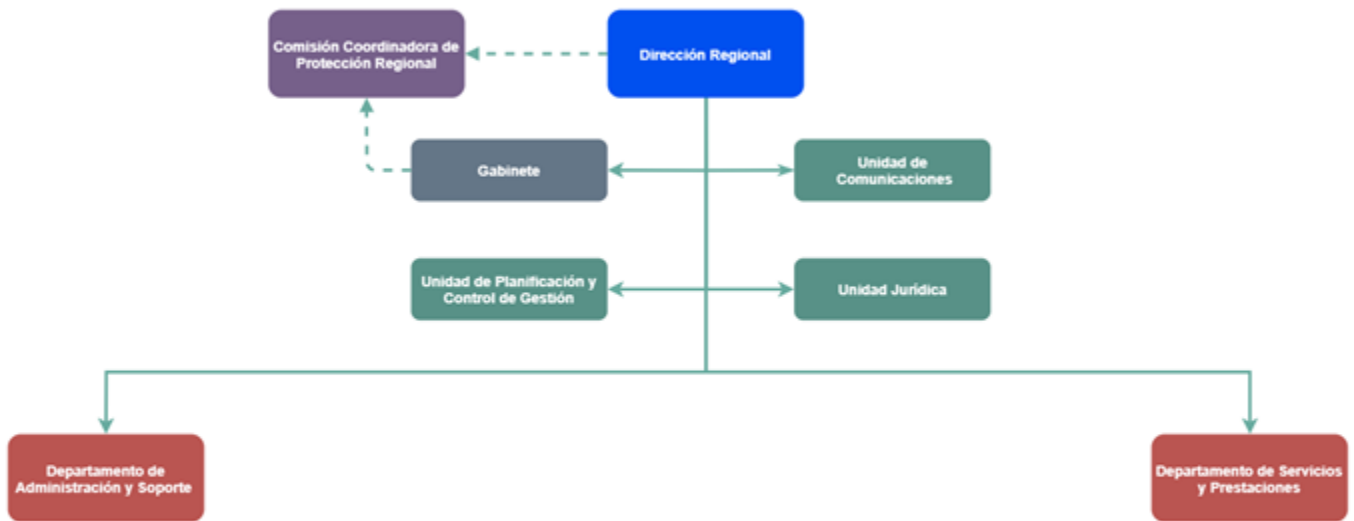 Comisión Coordinadora de
Protección Regional
Dirección Regional
Gabinete
Unidad de
Comunicaciones
Unidad de Planificación y
Control de Gestión
Unidad Jurídica
Departamento de
Administración y Soporte
Departamento de Servicios
y Prestaciones